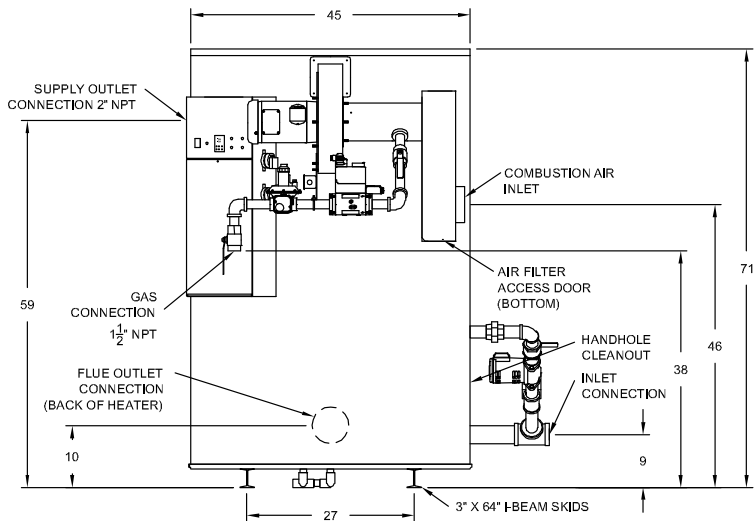 45
SUPPLY OUTLET
CONNECTION 2" NPT
COMBUSTION AIR
INLET
59
GAS
CONNECTION
1 1/2" NPT
AIR FILTER
ACCESS DOOR
(BOTTOM)
71
46
38
FLUE OUTLET
CONNECTION
(BACK OF HEATER)
HANDHOLE
CLEANOUT
INLET
CONNECTION
10
9
27
3" X 64" I-BEAM SKIDS